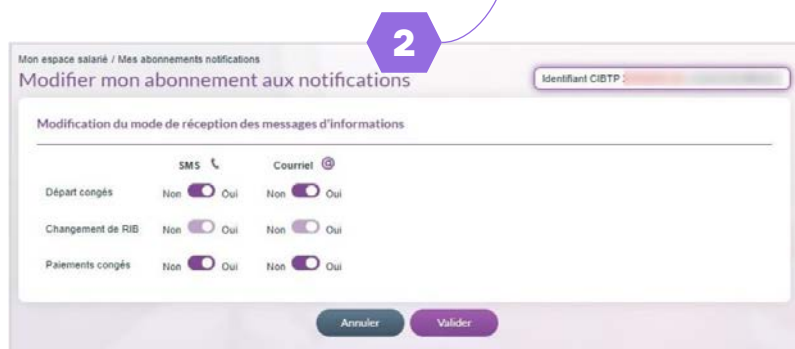 2
Mon espace salarié / Mes abonnements notifications
Modifier mon abonnement aux notifications
Identifiant CIBTP
Modification du mode de réception des messages d'informations
SMS Courriel @
Départ congés Non Oui Non Oui
Changement de RIB Non Oui Non Oui
Paiements congés Non Oui Non Oui
Annuler Valider